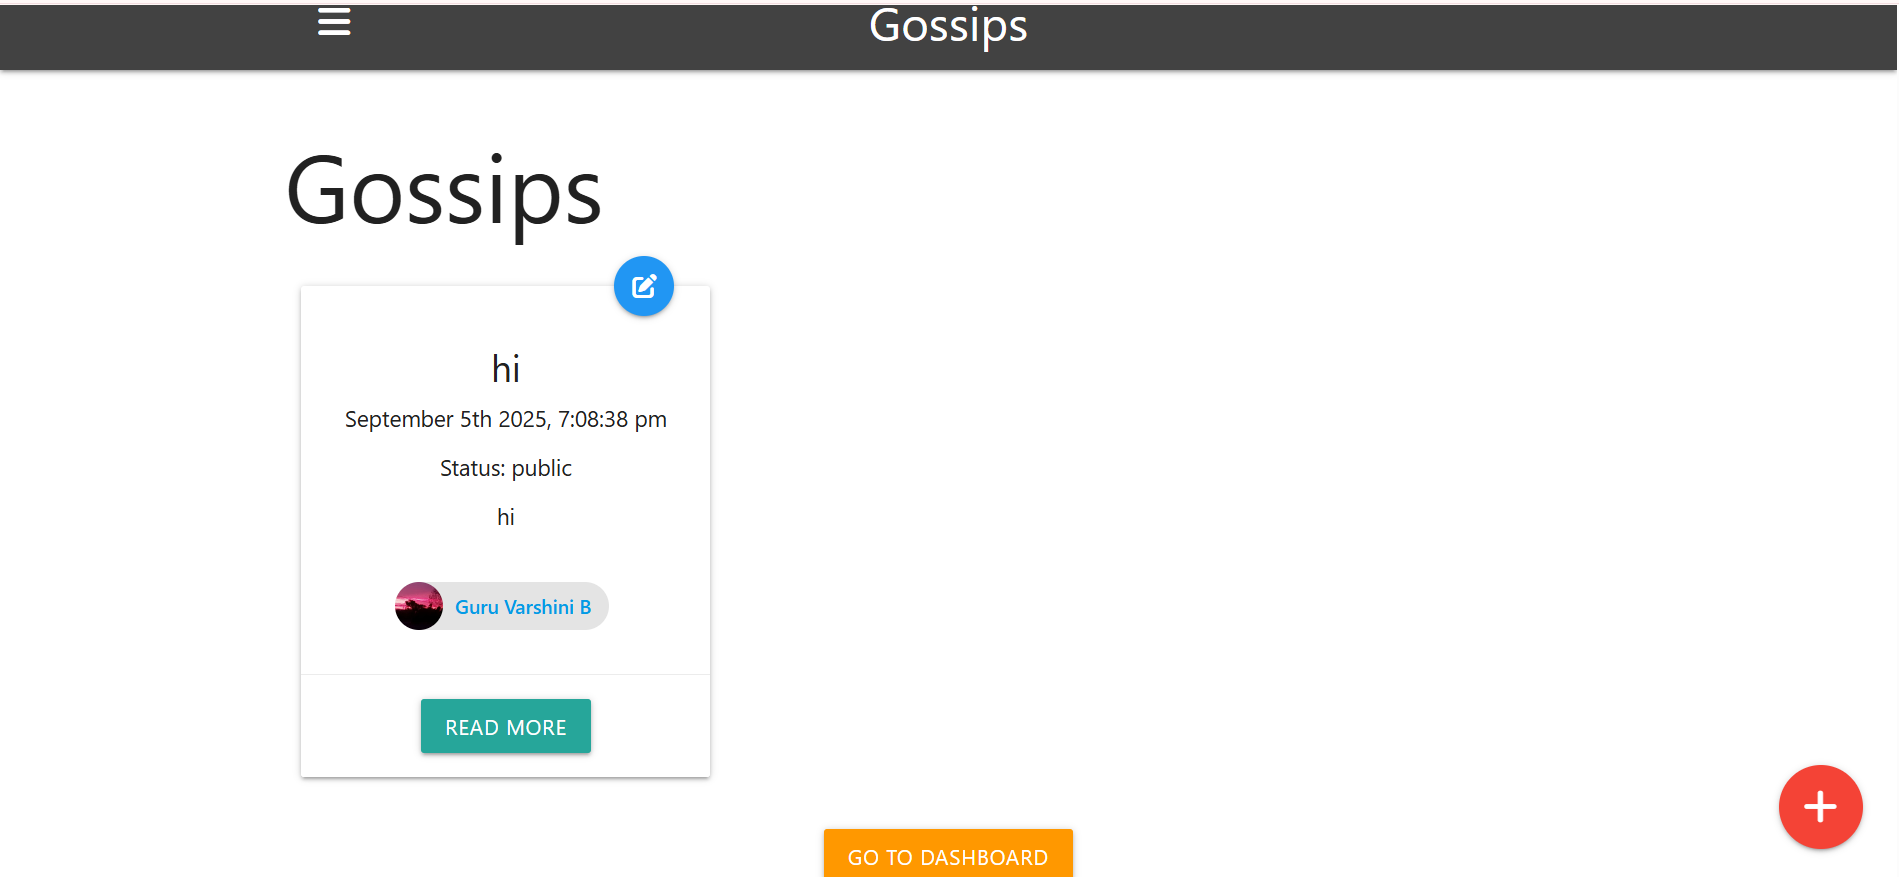 Gossips
Gossips
hi
September 5th 2025, 7:08:38 pm
Status: public
hi
Guru Varshini B
READ MORE
GO TO DASHBOARD